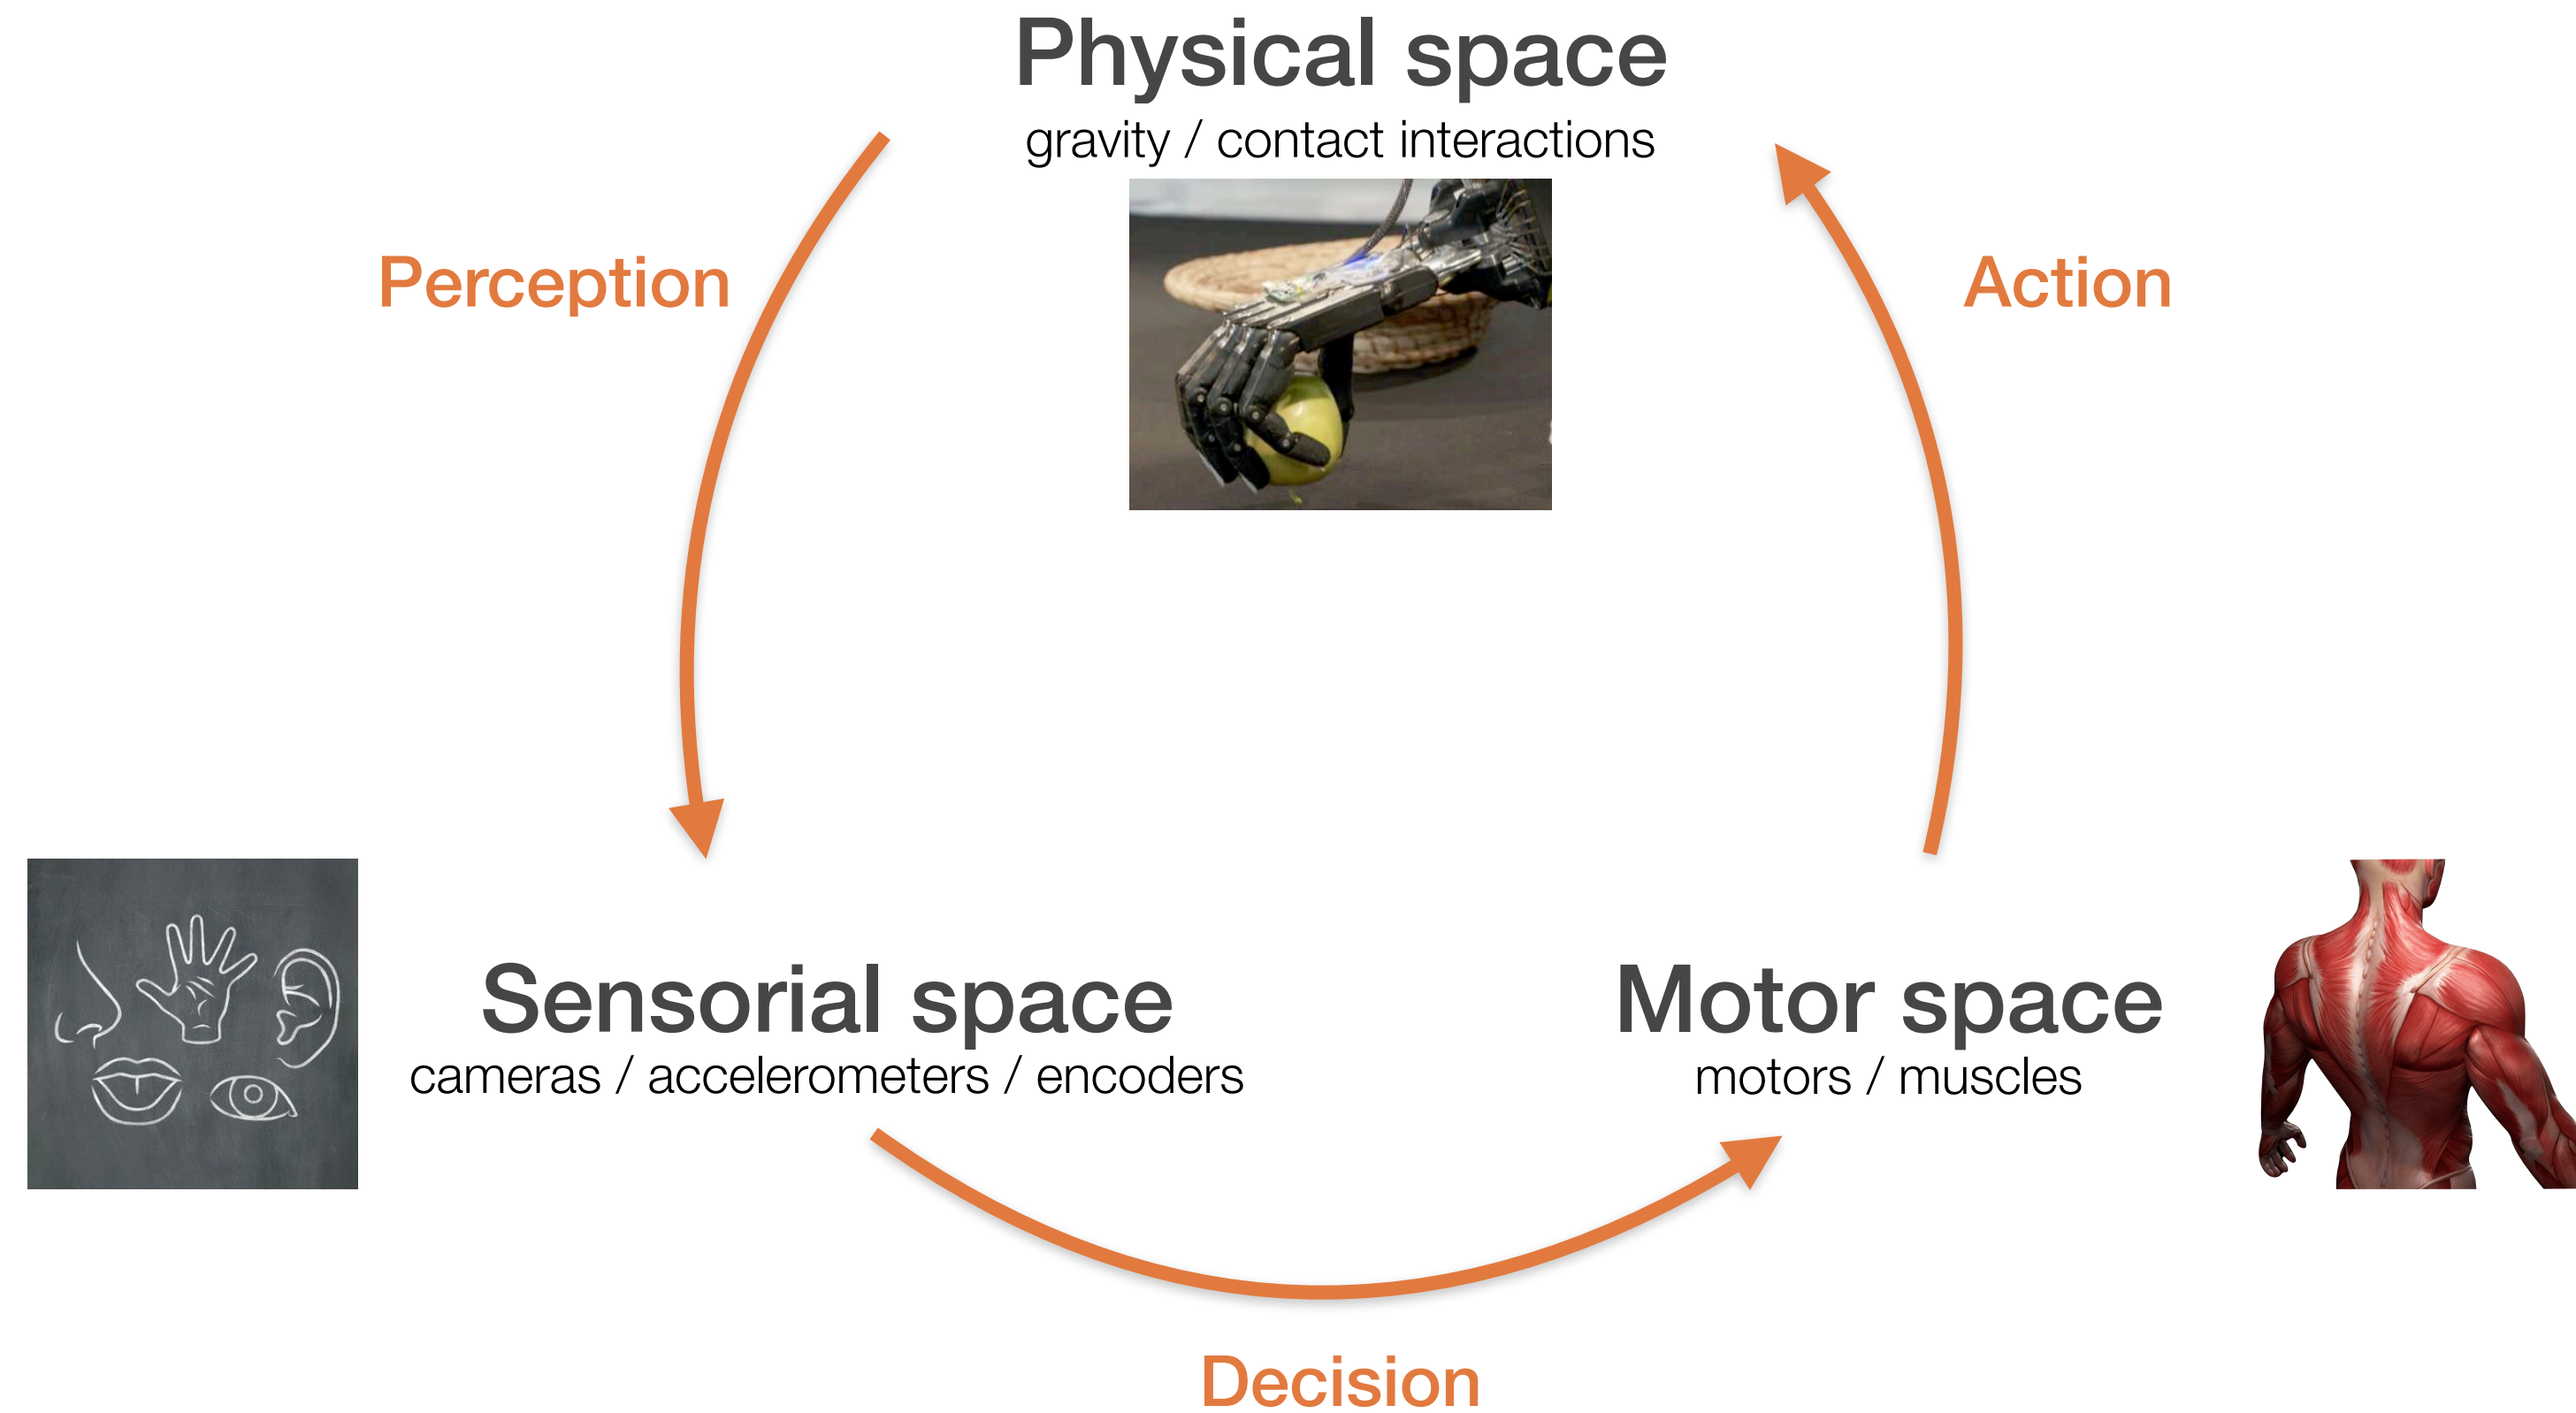 Physical space
gravity / contact interactions
Perception
Action
Sensorial space
cameras / accelerometers / encoders
Motor space
motors / muscles
Decision